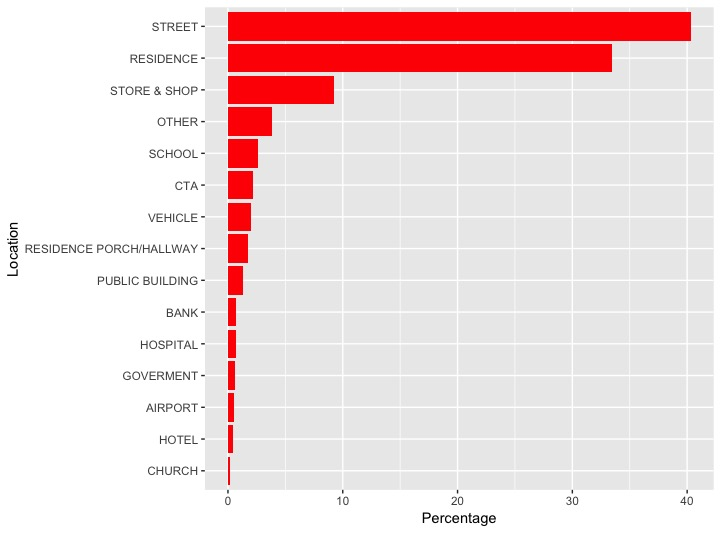 STREET
RESIDENCE
STORE & SHOP
OTHER
SCHOOL
CTA
VEHICLE
RESIDENCE PORCH/HALLWAY
PUBLIC BUILDING
BANK
HOSPITAL
GOVERMENT
AIRPORT
HOTEL
CHURCH
Location
0 10 20 30 40
Percentage